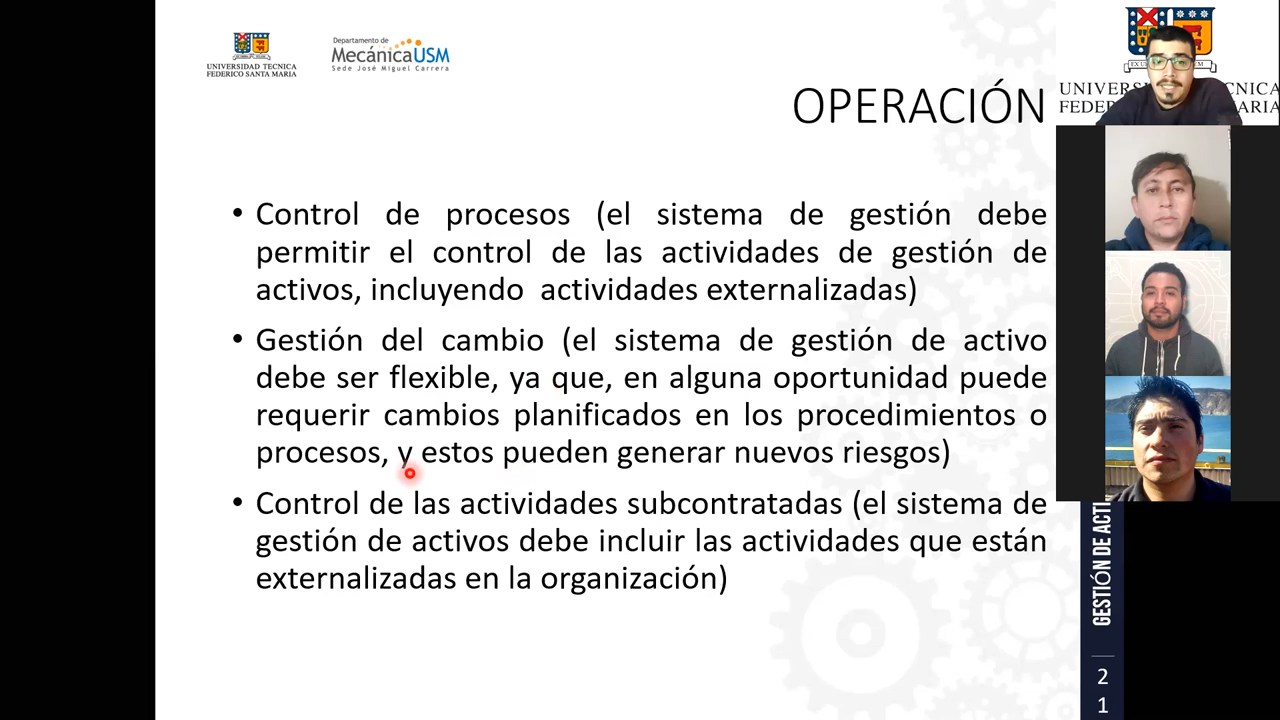 UNIVERSIDAD TECNICA
FEDERICO SANTA MARIA
Departamento de
MecánicaUSM
Sede José Miguel Carrera
OPERACIÓN
• Control de procesos (el sistema de gestión debe
permitir el control de las actividades de gestión de
activos, incluyendo actividades externalizadas)
• Gestión del cambio (el sistema de gestión de activo
debe ser flexible, ya que, en alguna oportunidad puede
requerir cambios planificados en los procedimientos o
procesos, y estos pueden generar nuevos riesgos)
• Control de las actividades subcontratadas (el sistema de
gestión de activos debe incluir las actividades que están
externalizadas en la organización)
GESTIÓN DE ACTI
2
1